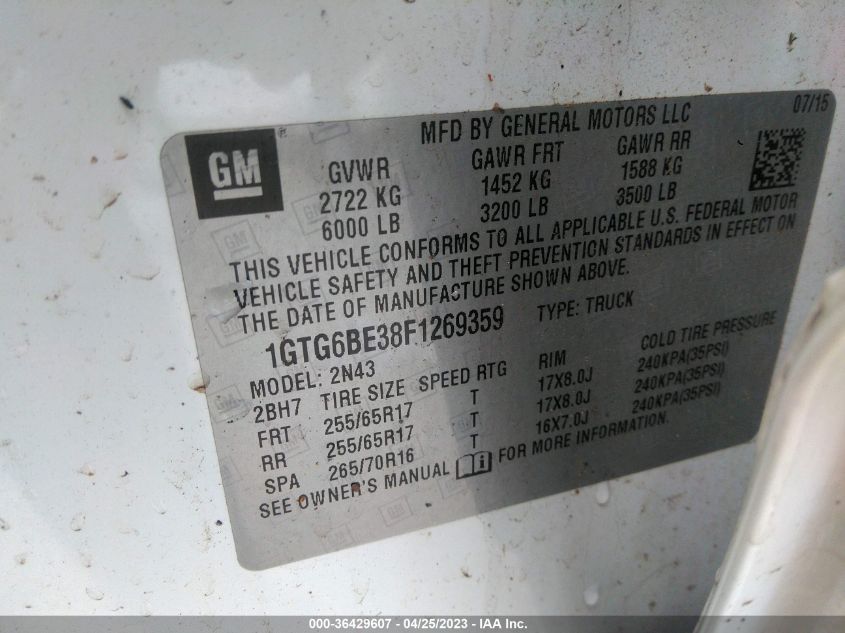 GM
MFD BY GENERAL MOTORS LLC 07/15
GVWR GAWR FRT GAWR RR
2722 KG 1452 KG 1588 KG
6000 LB 3200 LB 3500 LB
THIS VEHICLE CONFORMS TO ALL APPLICABLE U.S. FEDERAL MOTOR
VEHICLE SAFETY AND THEFT PREVENTION STANDARDS IN EFFECT ON
THE DATE OF MANUFACTURE SHOWN ABOVE.
1GTG6BE38F1269359 TYPE: TRUCK
MODEL: 2N43
2BH7 TIRE SIZE SPEED RTG RIM COLD TIRE PRESSURE
FRT 255/65R17 T 17X8.0J 240KPA(35PSI)
RR 255/65R17 T 17X8.0J 240KPA(35PSI)
SPA 265/70R16 T 16X7.0J 240KPA(35PSI)
SEE OWNER'S MANUAL FOR MORE INFORMATION.
000-36429607 - 04/25/2023 - IAA Inc.